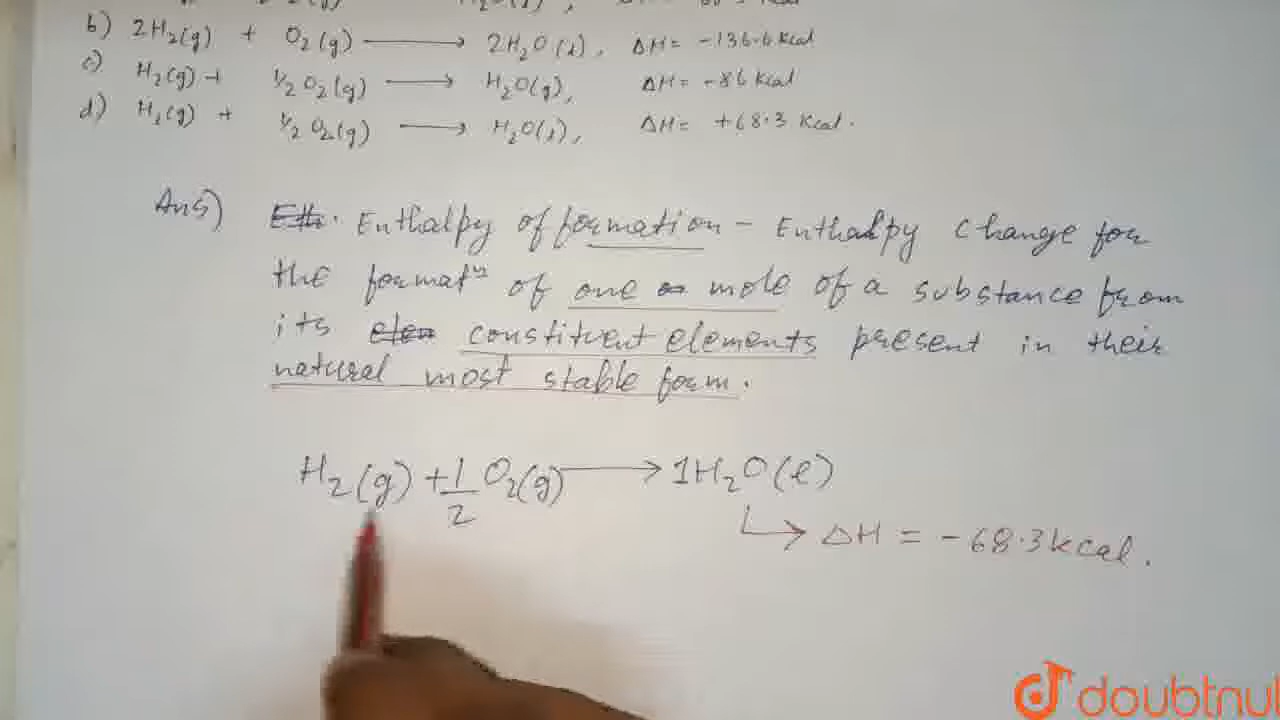 b) 2H₂(g) + O₂(g) ⟶ 2H₂O(l), ΔH = -136.6 Kcal
c) H₂(g) + 1/2 O₂(g) ⟶ H₂O(g), ΔH = -86 Kcal
d) H₂(g) + 1/2 O₂(g) ⟶ H₂O(l), ΔH = +68.3 Kcal.
Ans) Enthalpy of formation - Enthalpy change for
the formatⁿ of one mole of a substance from
its constituent elements present in their
natural most stable form.
H₂(g) + 1/2 O₂(g) ⟶ 1H₂O(l)
↳ ΔH = -68.3 kcal.
doubtnut